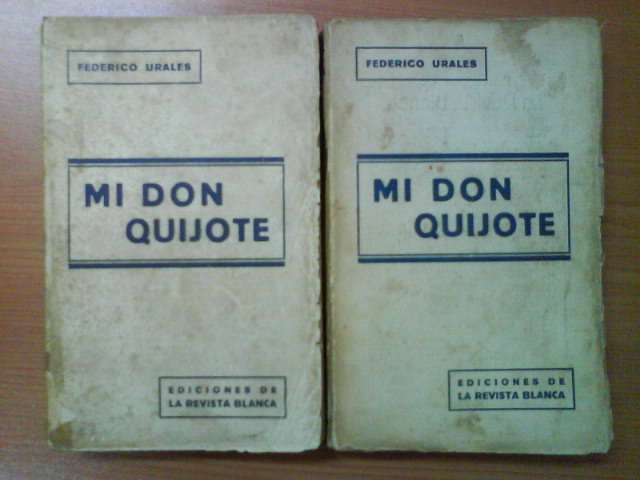 FEDERICO URALES
MI DON
QUIJOTE
EDICIONES DE
LA REVISTA BLANCA
FEDERICO URALES
MI DON
QUIJOTE
EDICIONES DE
LA REVISTA BLANCA